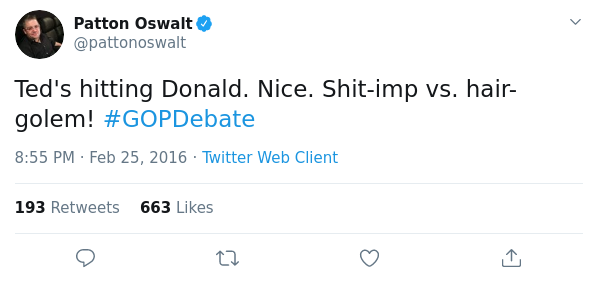 Patton Oswalt
@pattonoswalt
Ted's hitting Donald. Nice. Shit-imp vs. hair-
golem! #GOPDebate
8:55 PM · Feb 25, 2016 · Twitter Web Client
193 Retweets 663 Likes